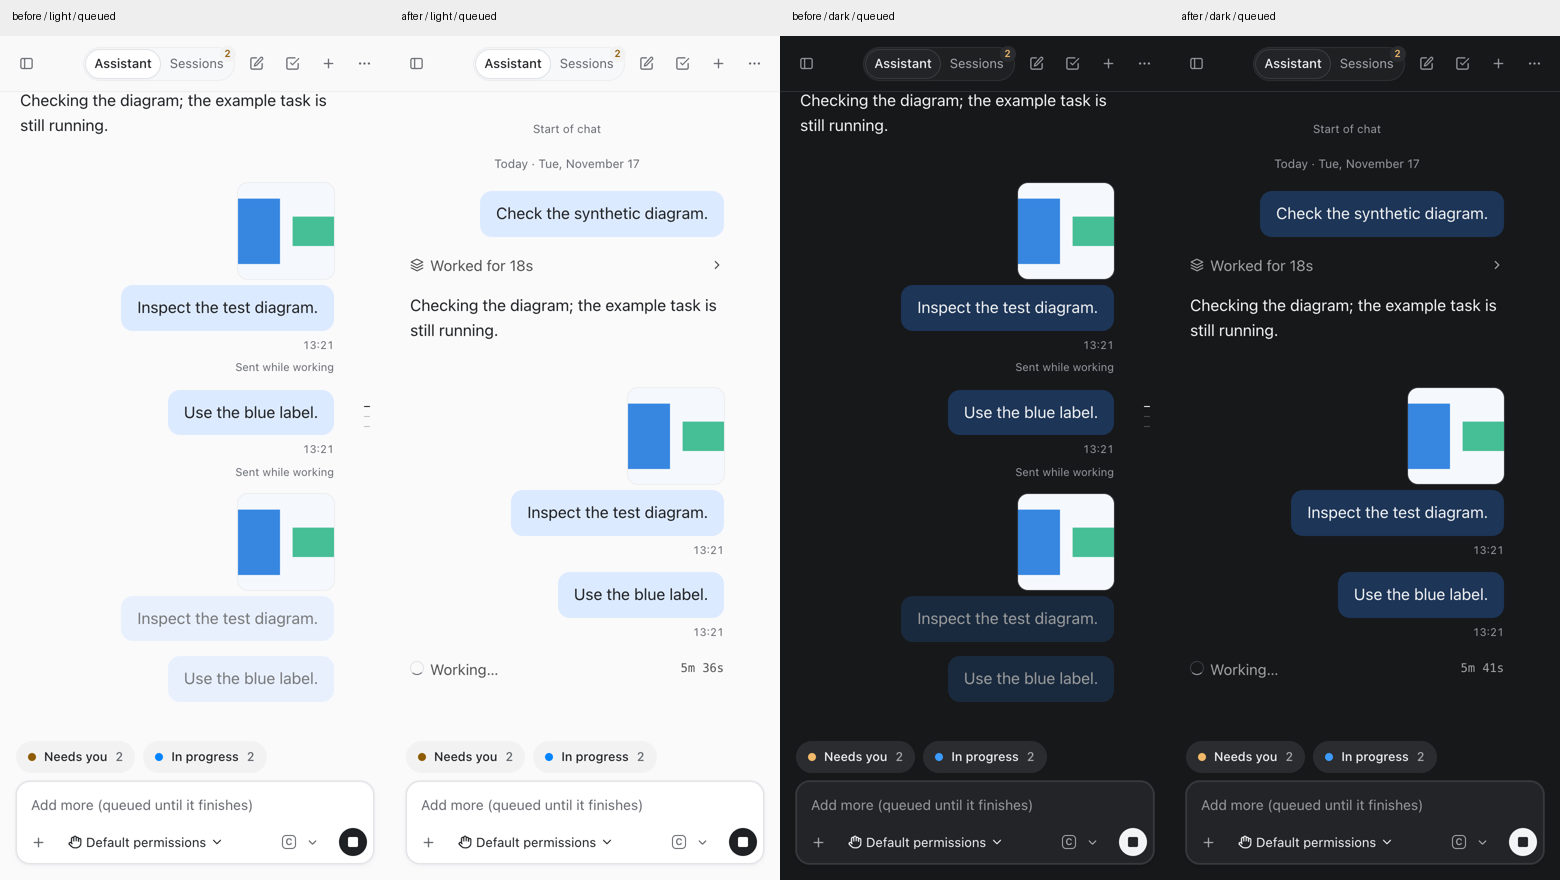 before / light / queued
Assistant
Sessions
2
Checking the diagram; the example task is
still running.
Inspect the test diagram.
13:21
Sent while working
Use the blue label.
13:21
Sent while working
Inspect the test diagram.
Use the blue label.
Needs you 2
In progress 2
Add more (queued until it finishes)
Default permissions
C
after / light / queued
Assistant
Sessions
2
Start of chat
Today · Tue, November 17
Check the synthetic diagram.
Worked for 18s
Checking the diagram; the example task is
still running.
Inspect the test diagram.
13:21
Use the blue label.
13:21
Working...
5m 36s
Needs you 2
In progress 2
Add more (queued until it finishes)
Default permissions
C
before / dark / queued
Assistant
Sessions
2
Checking the diagram; the example task is
still running.
Inspect the test diagram.
13:21
Sent while working
Use the blue label.
13:21
Sent while working
Inspect the test diagram.
Use the blue label.
Needs you 2
In progress 2
Add more (queued until it finishes)
Default permissions
C
after / dark / queued
Assistant
Sessions
2
Start of chat
Today · Tue, November 17
Check the synthetic diagram.
Worked for 18s
Checking the diagram; the example task is
still running.
Inspect the test diagram.
13:21
Use the blue label.
13:21
Working...
5m 41s
Needs you 2
In progress 2
Add more (queued until it finishes)
Default permissions
C